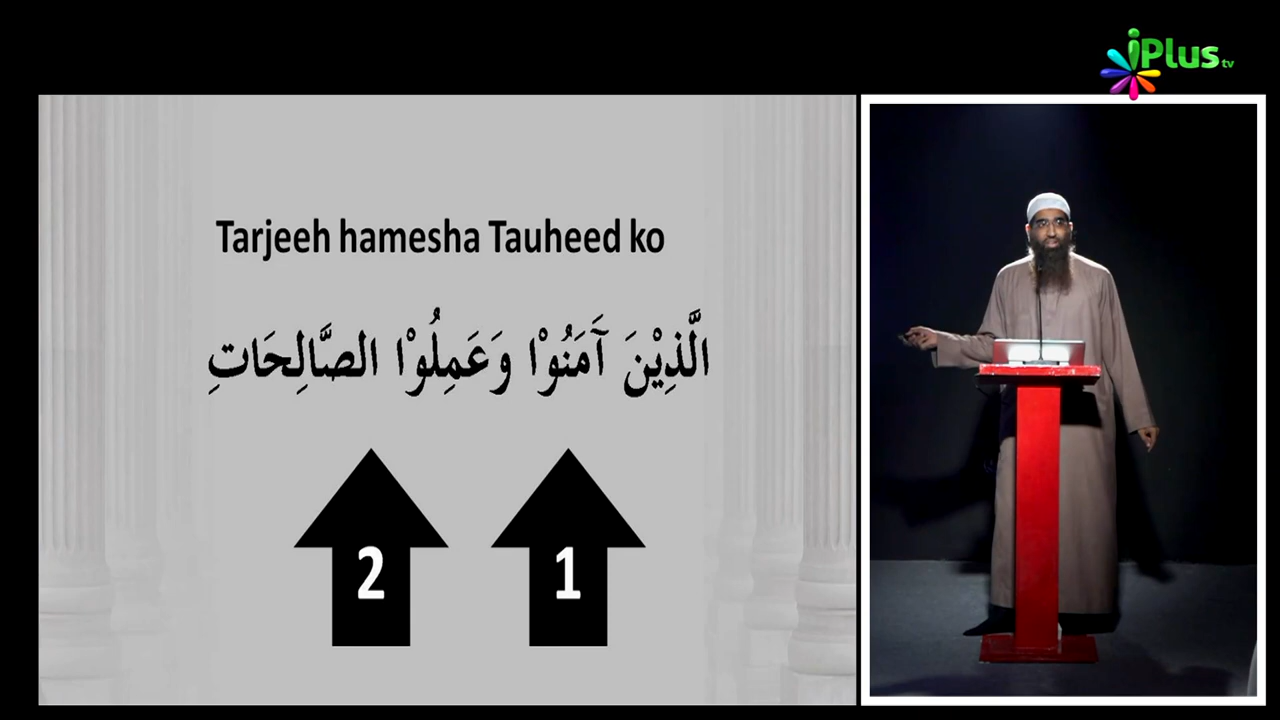 iPlus tv
Tarjeeh hamesha Tauheed ko
الَّذِيْنَ آمَنُوْا وَعَمِلُوْا الصَّالِحَاتِ
2 1